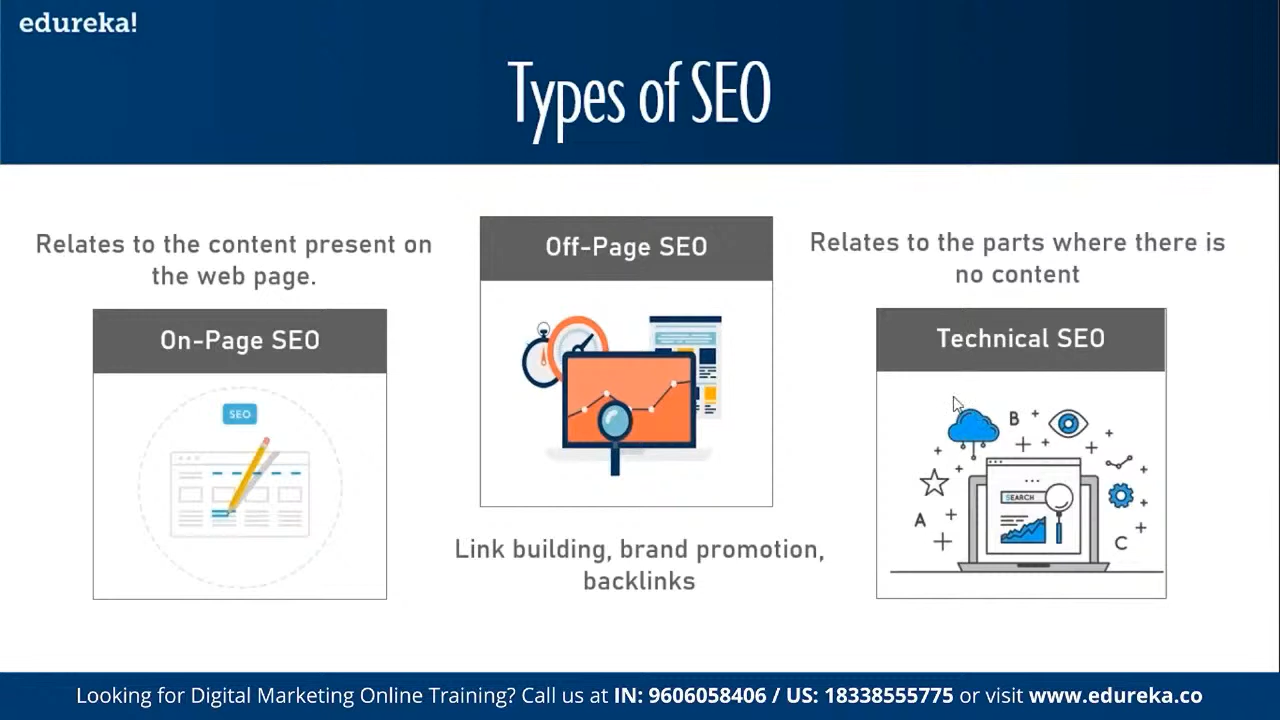 edureka!
Types of SEO
Relates to the content present on
the web page.
On-Page SEO
SEO
Off-Page SEO
Link building, brand promotion,
backlinks
Relates to the parts where there is
no content
Technical SEO
B
SEARCH
A
C
Looking for Digital Marketing Online Training? Call us at IN: 9606058406 / US: 18338555775 or visit www.edureka.co